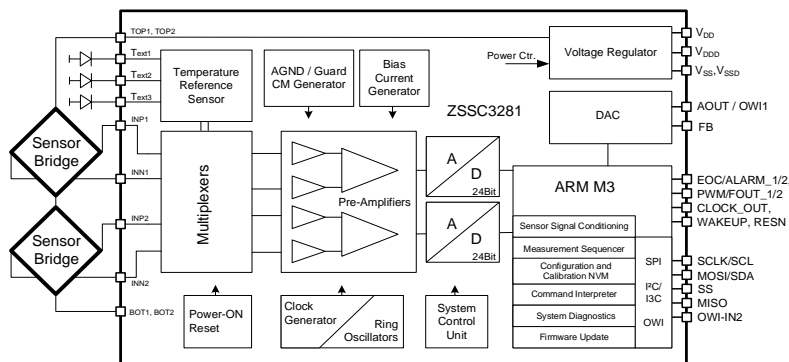 TOP1, TOP2
Text1
Text2
Text3
Temperature
Reference
Sensor
AGND / Guard
CM Generator
Bias
Current
Generator
Power Ctr.
Voltage Regulator
VDD
VDDD
VSS,VSSD
ZSSC3281
DAC
AOUT / OWI1
FB
Sensor
Bridge
INP1
INN1
Sensor
Bridge
INP2
INN2
BOT1, BOT2
Multiplexers
Pre-Amplifiers
A
D
24Bit
A
D
24Bit
ARM M3
Sensor Signal Conditioning
Measurement Sequencer
Configuration and
Calibration NVM
Command Interpreter
System Diagnostics
Firmware Update
SPI
I²C/
I3C
OWI
EOC/ALARM_1/2,
PWM/FOUT_1/2
CLOCK_OUT,
WAKEUP, RESN
SCLK/SCL
MOSI/SDA
SS
MISO
OWI-IN2
Power-ON
Reset
Clock
Generator
Ring
Oscillators
System
Control
Unit